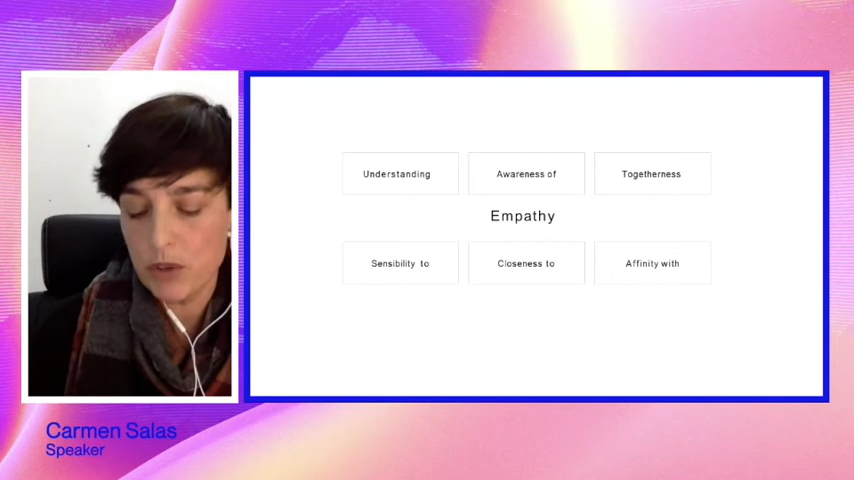 Understanding
Awareness of
Togetherness
Empathy
Sensibility to
Closeness to
Affinity with
Carmen Salas
Speaker